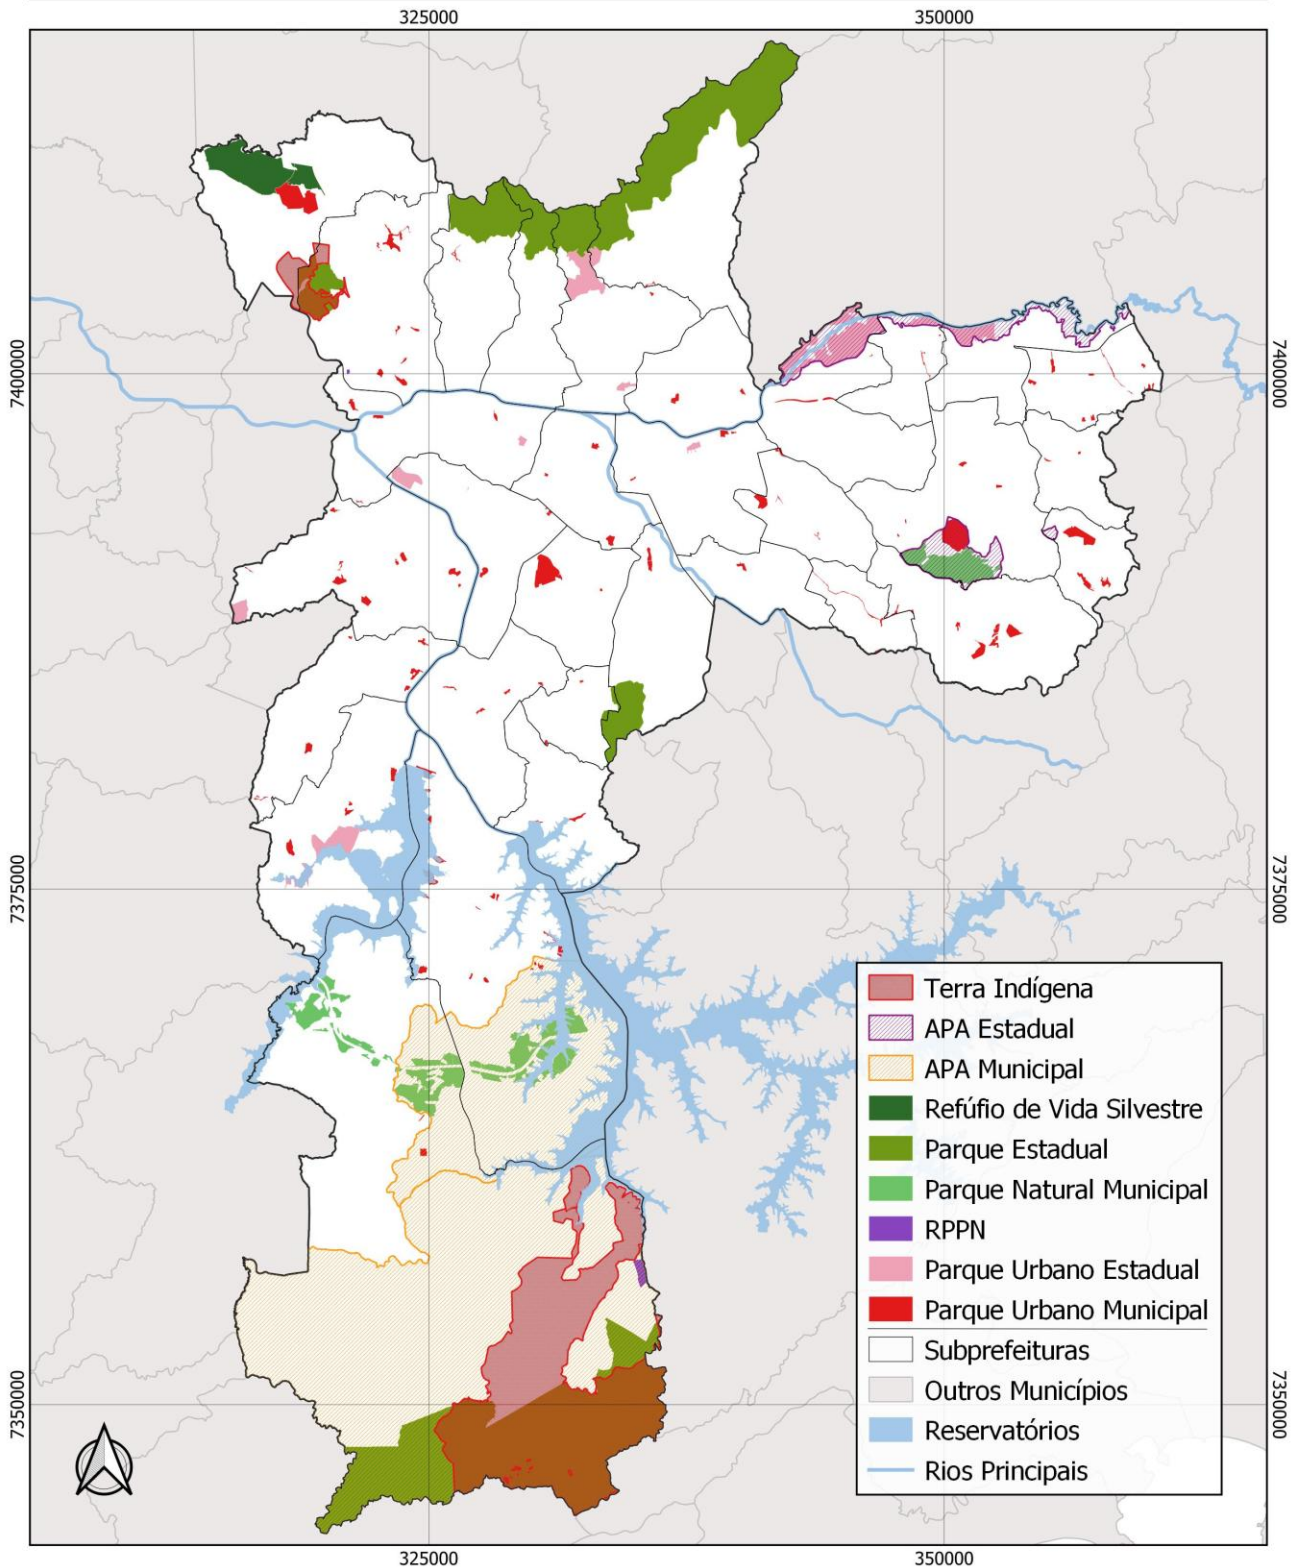 325000
350000
7400000
7400000
7375000
7375000
Terra Indígena
APA Estadual
APA Municipal
Refúfio de Vida Silvestre
Parque Estadual
Parque Natural Municipal
RPPN
Parque Urbano Estadual
Parque Urbano Municipal
Subprefeituras
Outros Municípios
Reservatórios
Rios Principais
7350000
7350000
325000
350000